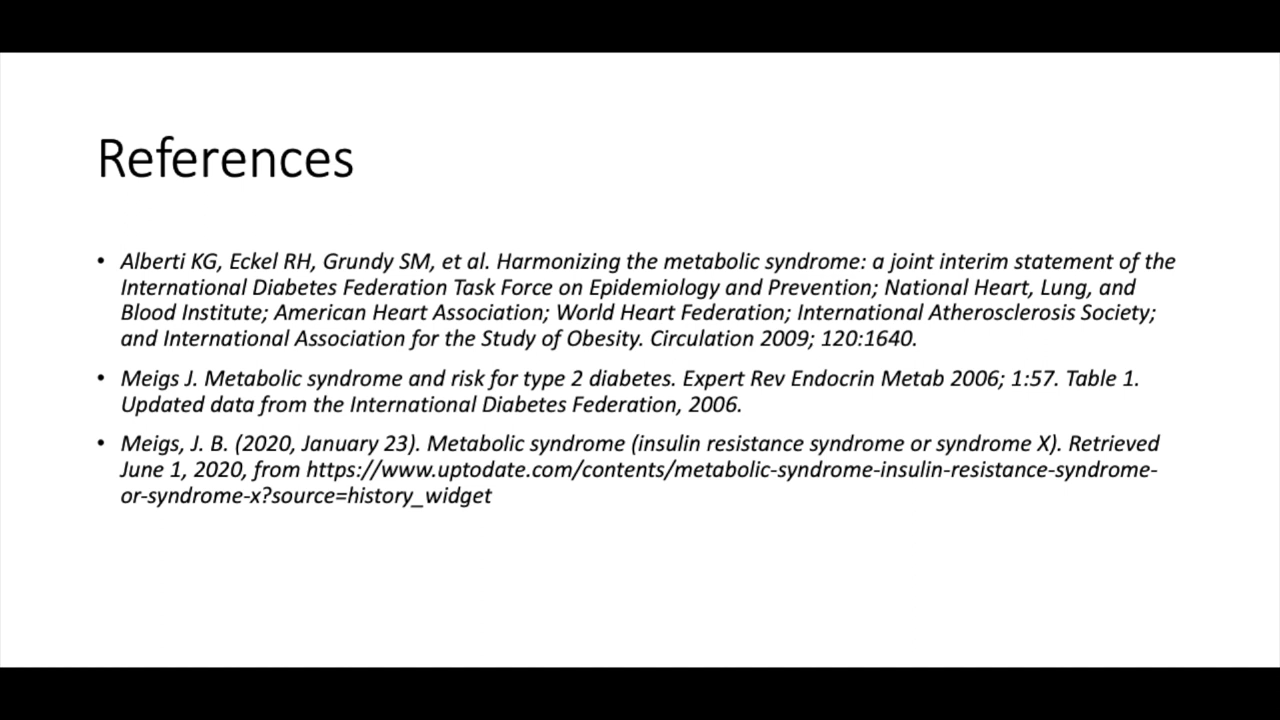 References
• Alberti KG, Eckel RH, Grundy SM, et al. Harmonizing the metabolic syndrome: a joint interim statement of the
International Diabetes Federation Task Force on Epidemiology and Prevention; National Heart, Lung, and
Blood Institute; American Heart Association; World Heart Federation; International Atherosclerosis Society;
and International Association for the Study of Obesity. Circulation 2009; 120:1640.
• Meigs J. Metabolic syndrome and risk for type 2 diabetes. Expert Rev Endocrin Metab 2006; 1:57. Table 1.
Updated data from the International Diabetes Federation, 2006.
• Meigs, J. B. (2020, January 23). Metabolic syndrome (insulin resistance syndrome or syndrome X). Retrieved
June 1, 2020, from https://www.uptodate.com/contents/metabolic-syndrome-insulin-resistance-syndrome-
or-syndrome-x?source=history_widget